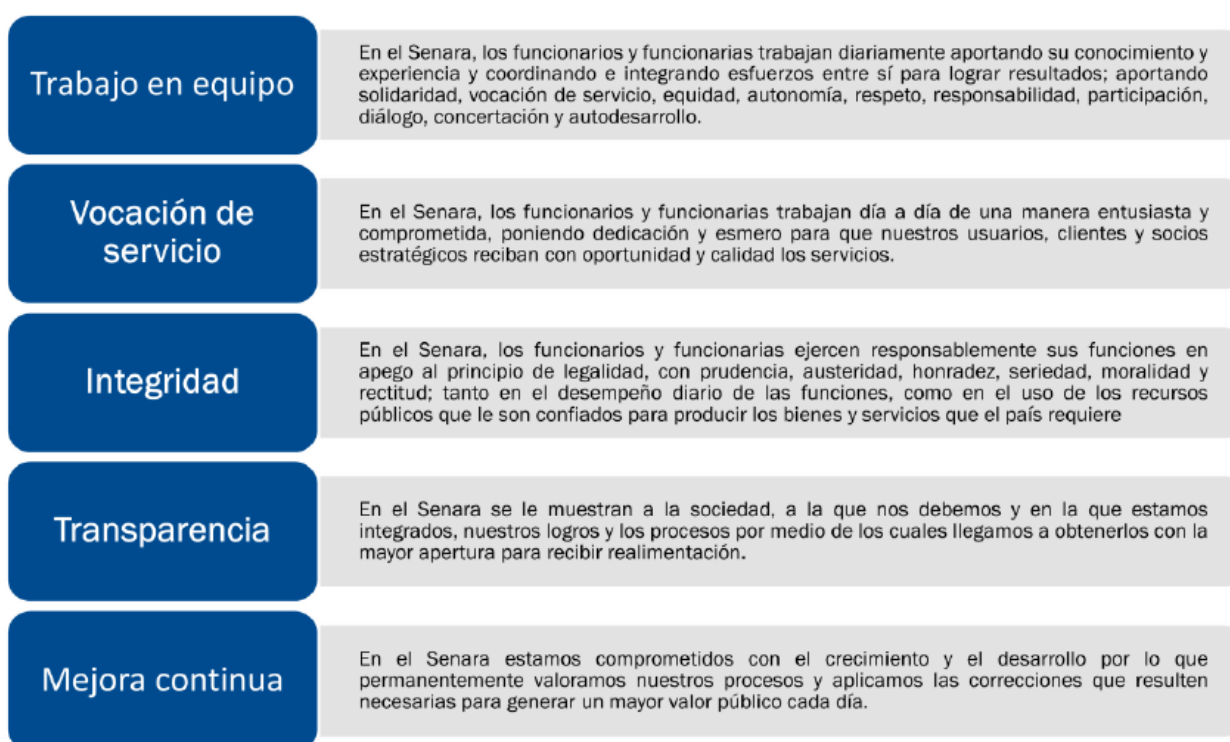 Trabajo en equipo
En el Senara, los funcionarios y funcionarias trabajan diariamente aportando su conocimiento y
experiencia y coordinando e integrando esfuerzos entre sí para lograr resultados; aportando
solidaridad, vocación de servicio, equidad, autonomía, respeto, responsabilidad, participación,
diálogo, concertación y autodesarrollo.
Vocación de
servicio
En el Senara, los funcionarios y funcionarias trabajan día a día de una manera entusiasta y
comprometida, poniendo dedicación y esmero para que nuestros usuarios, clientes y socios
estratégicos reciban con oportunidad y calidad los servicios.
Integridad
En el Senara, los funcionarios y funcionarias ejercen responsablemente sus funciones en
apego al principio de legalidad, con prudencia, austeridad, honradez, seriedad, moralidad y
rectitud; tanto en el desempeño diario de las funciones, como en el uso de los recursos
públicos que le son confiados para producir los bienes y servicios que el país requiere
Transparencia
En el Senara se le muestran a la sociedad, a la que nos debemos y en la que estamos
integrados, nuestros logros y los procesos por medio de los cuales llegamos a obtenerlos con la
mayor apertura para recibir realimentación.
Mejora continua
En el Senara estamos comprometidos con el crecimiento y el desarrollo por lo que
permanentemente valoramos nuestros procesos y aplicamos las correcciones que resulten
necesarias para generar un mayor valor público cada día.